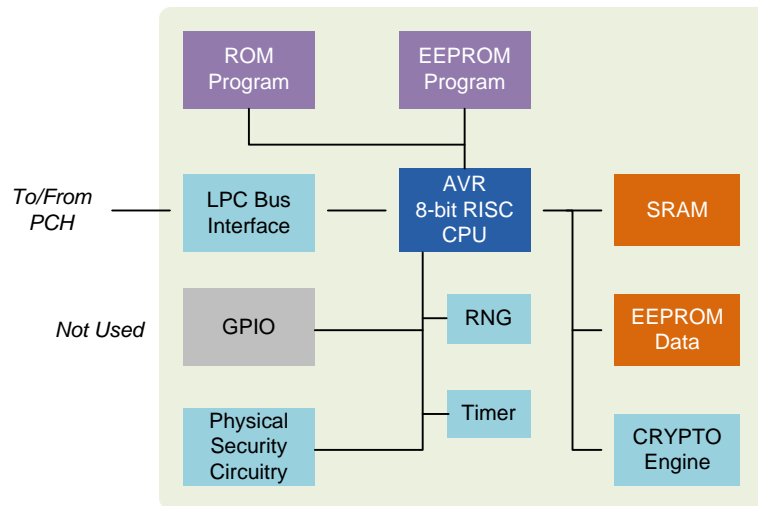 ROM
Program
EEPROM
Program
To/From
PCH
LPC Bus
Interface
AVR
8-bit RISC
CPU
SRAM
Not Used
GPIO
RNG
EEPROM
Data
Physical
Security
Circuitry
Timer
CRYPTO
Engine